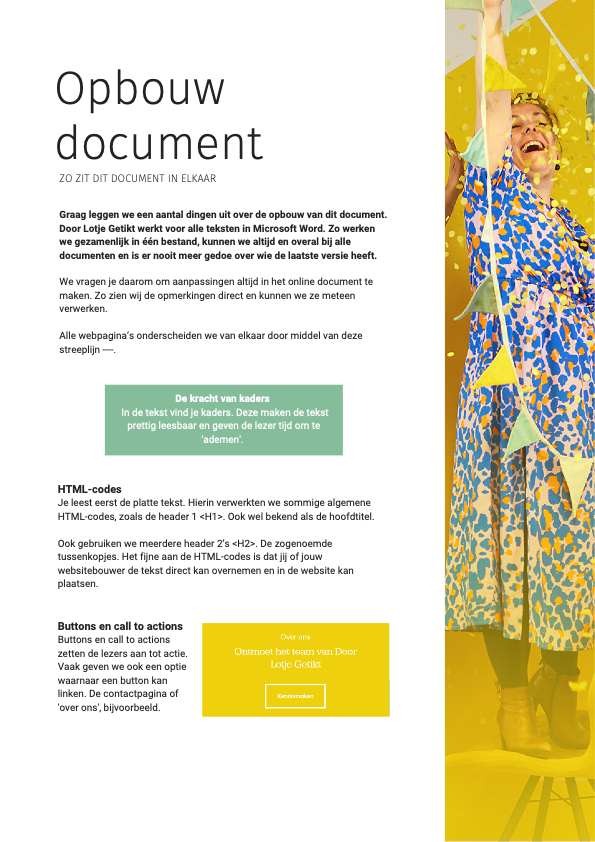 Opbouw
document
ZO ZIT DIT DOCUMENT IN ELKAAR
Graag leggen we een aantal dingen uit over de opbouw van dit document.
Door Lotje Getikt werkt voor alle teksten in Microsoft Word. Zo werken
we gezamenlijk in één bestand, kunnen we altijd en overal bij alle
documenten en is er nooit meer gedoe over wie de laatste versie heeft.
We vragen je daarom om aanpassingen altijd in het online document te
maken. Zo zien wij de opmerkingen direct en kunnen we ze meteen
verwerken.
Alle webpagina's onderscheiden we van elkaar door middel van deze
streeplijn ----.
De kracht van kaders
In de tekst vind je kaders. Deze maken de tekst
prettig leesbaar en geven de lezer tijd om te
'ademen'.
HTML-codes
Je leest eerst de platte tekst. Hierin verwerkten we sommige algemene
HTML-codes, zoals de header 1 <H1>. Ook wel bekend als de hoofdtitel.
Ook gebruiken we meerdere header 2's <H2>. De zogenoemde
tussenkopjes. Het fijne aan de HTML-codes is dat jij of jouw
websitebouwer de tekst direct kan overnemen en in de website kan
plaatsen.
Buttons en call to actions
Buttons en call to actions
zetten de lezers aan tot actie.
Vaak geven we ook een optie
waarnaar een button kan
linken. De contactpagina of
'over ons', bijvoorbeeld.
Over ons
Ontmoet het team van Door
Lotje Getikt
Kennismaken